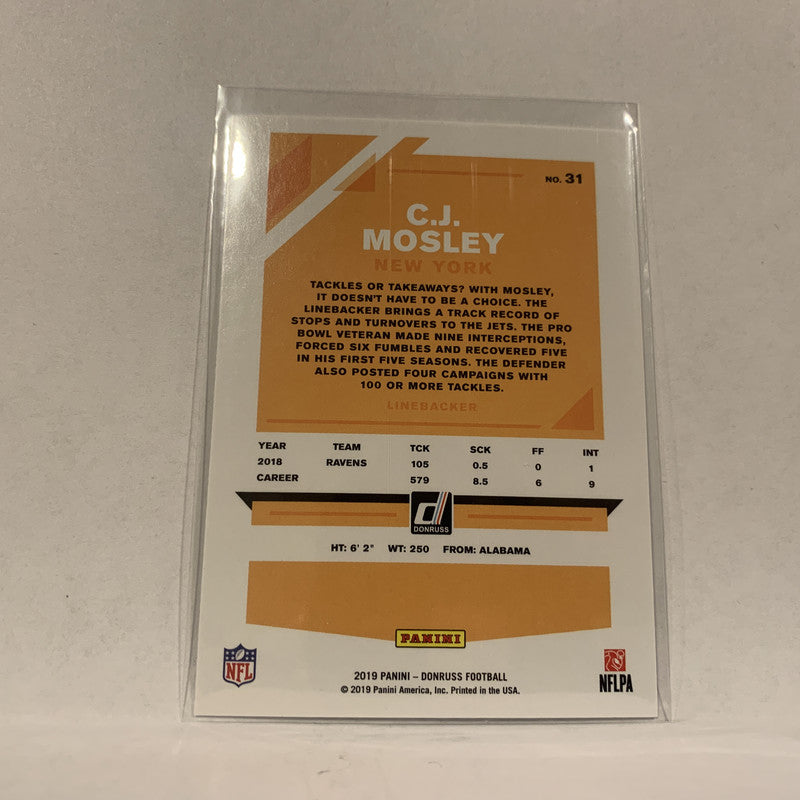 NO. 31
C.J.
MOSLEY
NEW YORK
TACKLES OR TAKEAWAYS? WITH MOSLEY,
IT DOESN'T HAVE TO BE A CHOICE. THE
LINEBACKER BRINGS A TRACK RECORD OF
STOPS AND TURNOVERS TO THE JETS. THE PRO
BOWL VETERAN MADE NINE INTERCEPTIONS,
FORCED SIX FUMBLES AND RECOVERED FIVE
IN HIS FIRST FIVE SEASONS. THE DEFENDER
ALSO POSTED FOUR CAMPAIGNS WITH
100 OR MORE TACKLES.
LINEBACKER
YEAR TEAM TCK SCK FF INT
2018 RAVENS 105 0.5 0 1
CAREER 579 8.5 6 9
d
DONRUSS
HT: 6' 2" WT: 250 FROM: ALABAMA
PANINI
NFL
2019 PANINI – DONRUSS FOOTBALL
© 2019 Panini America, Inc. Printed in the USA.
NFLPA